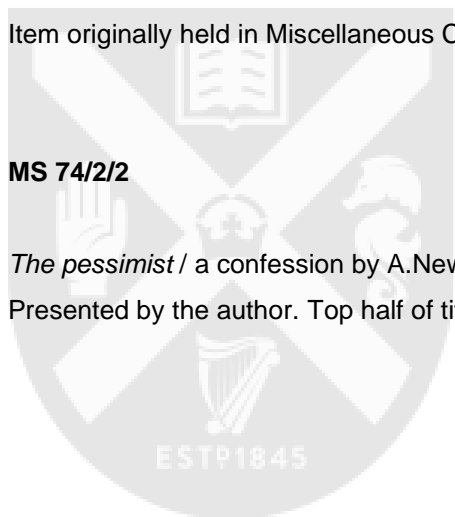 Item originally held in Miscellaneous C
MS 74/2/2
The pessimist / a confession by A.New
Presented by the author. Top half of ti
ESTD1845